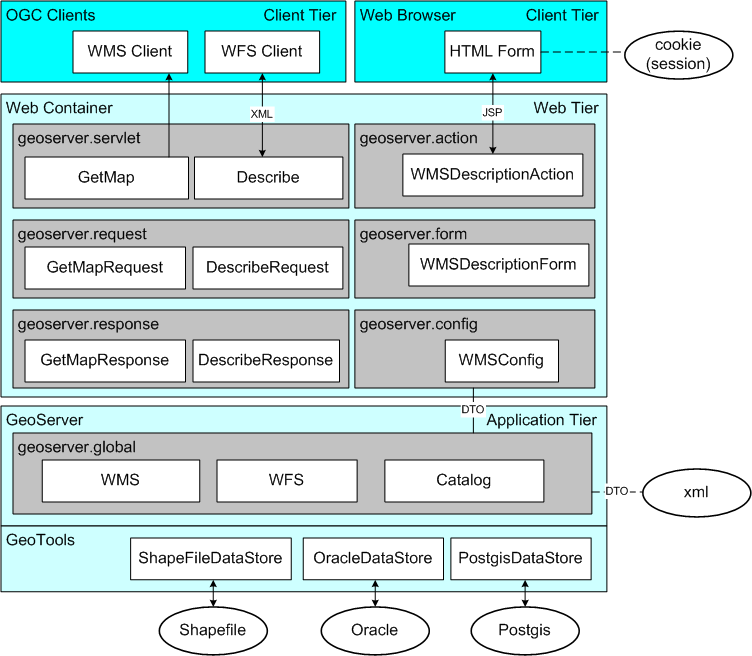 OGC Clients
Client Tier
WMS Client
WFS Client
Web Browser
Client Tier
HTML Form
cookie
(session)
XML
JSP
Web Container
Web Tier
geoserver.servlet
GetMap
Describe
geoserver.action
WMSDescriptionAction
geoserver.request
GetMapRequest
DescribeRequest
geoserver.form
WMSDescriptionForm
geoserver.response
GetMapResponse
DescribeResponse
geoserver.config
WMSConfig
DTO
GeoServer
Application Tier
geoserver.global
WMS
WFS
Catalog
DTO
xml
GeoTools
ShapeFileDataStore
OracleDataStore
PostgisDataStore
Shapefile
Oracle
Postgis